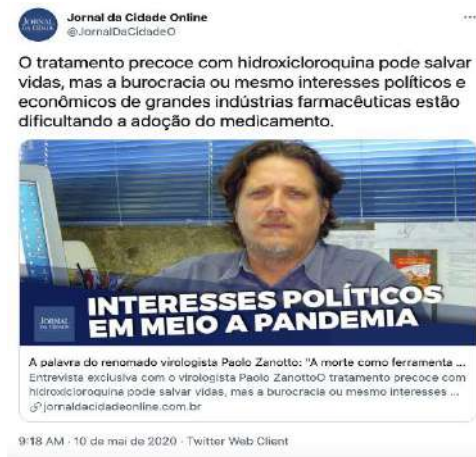 Jornal da Cidade Online
@JornalDaCidadeO
O tratamento precoce com hidroxicloroquina pode salvar
vidas, mas a burocracia ou mesmo interesses políticos e
econômicos de grandes indústrias farmacêuticas estão
dificultando a adoção do medicamento.
JORNAL
DA CIDADE
INTERESSES POLÍTICOS
EM MEIO A PANDEMIA
A palavra do renomado virologista Paolo Zanotto: "A morte como ferramenta ...
Entrevista exclusiva com o virologista Paolo ZanottoO tratamento precoce com
hidroxicloroquina pode salvar vidas, mas a burocracia ou mesmo interesses ...
jornaldacidadeonline.com.br
9:18 AM · 10 de mai de 2020 · Twitter Web Client